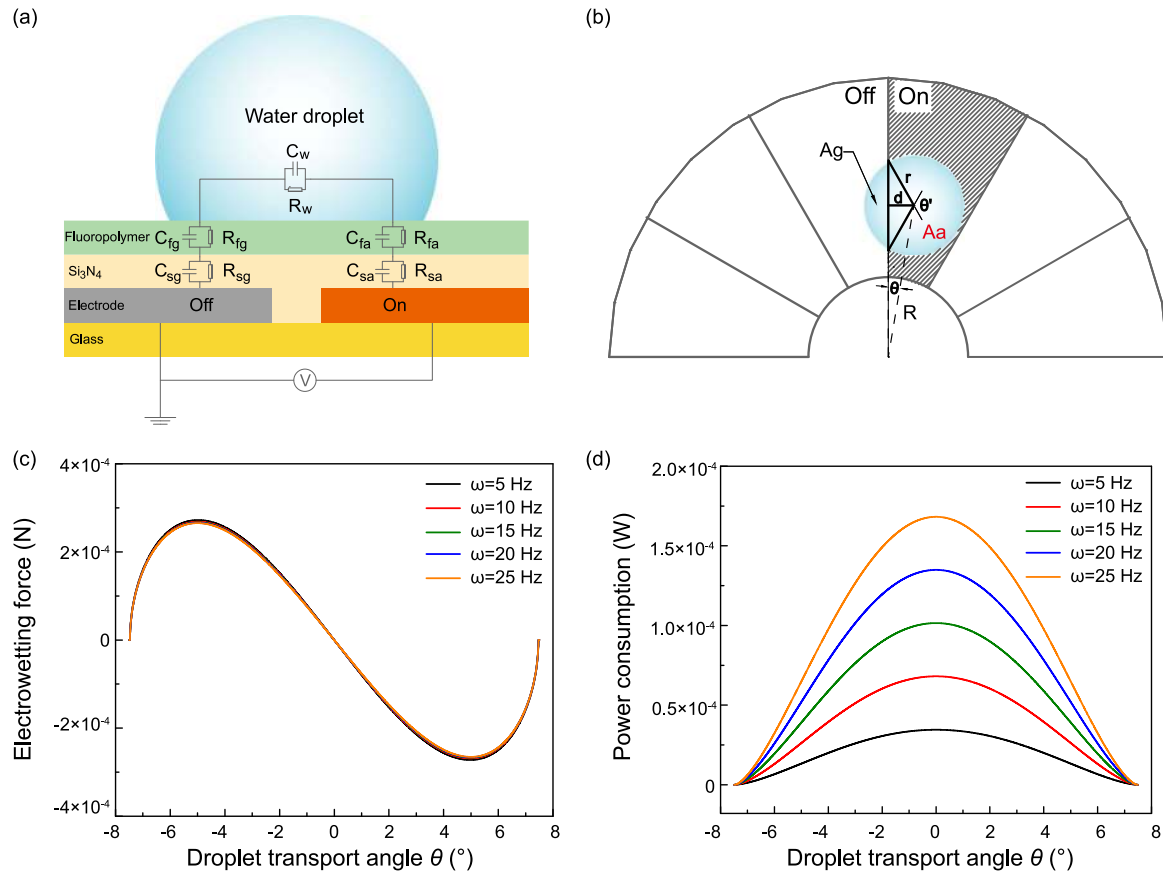 (a)
Water droplet
Cw
Rw
Fluoropolymer
Cfg
Rfg
Cfa
Rfa
Si3N4
Csg
Rsg
Csa
Rsa
Electrode
Off
On
Glass
V
(b)
Off
On
Ag
r
d
θ'
Aa
θ
R
(c)
4×10⁻⁴
2×10⁻⁴
0
-2×10⁻⁴
-4×10⁻⁴
Electrowetting force (N)
ω=5 Hz
ω=10 Hz
ω=15 Hz
ω=20 Hz
ω=25 Hz
-8 -6 -4 -2 0 2 4 6 8
Droplet transport angle θ (°)
(d)
2.0×10⁻⁴
1.5×10⁻⁴
1.0×10⁻⁴
0.5×10⁻⁴
0
Power consumption (W)
ω=5 Hz
ω=10 Hz
ω=15 Hz
ω=20 Hz
ω=25 Hz
-8 -6 -4 -2 0 2 4 6 8
Droplet transport angle θ (°)